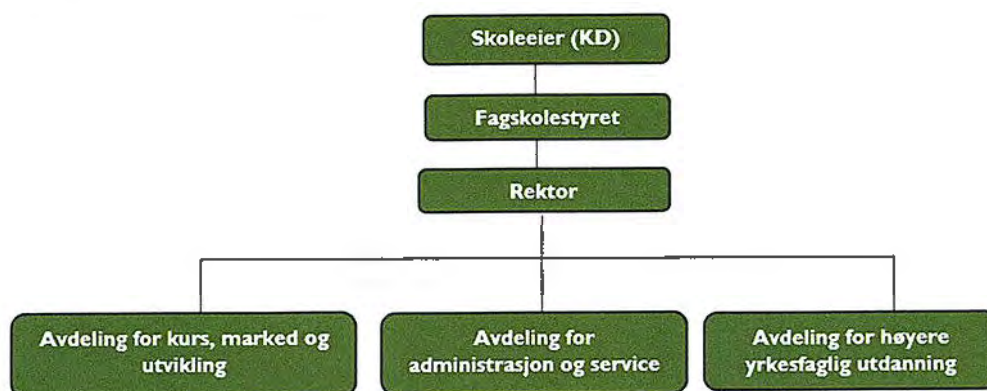 Skoleeier (KD)
Fagskolestyret
Rektor
Avdeling for kurs, marked og
utvikling
Avdeling for
administrasjon og service
Avdeling for høyere
yrkesfaglig utdanning